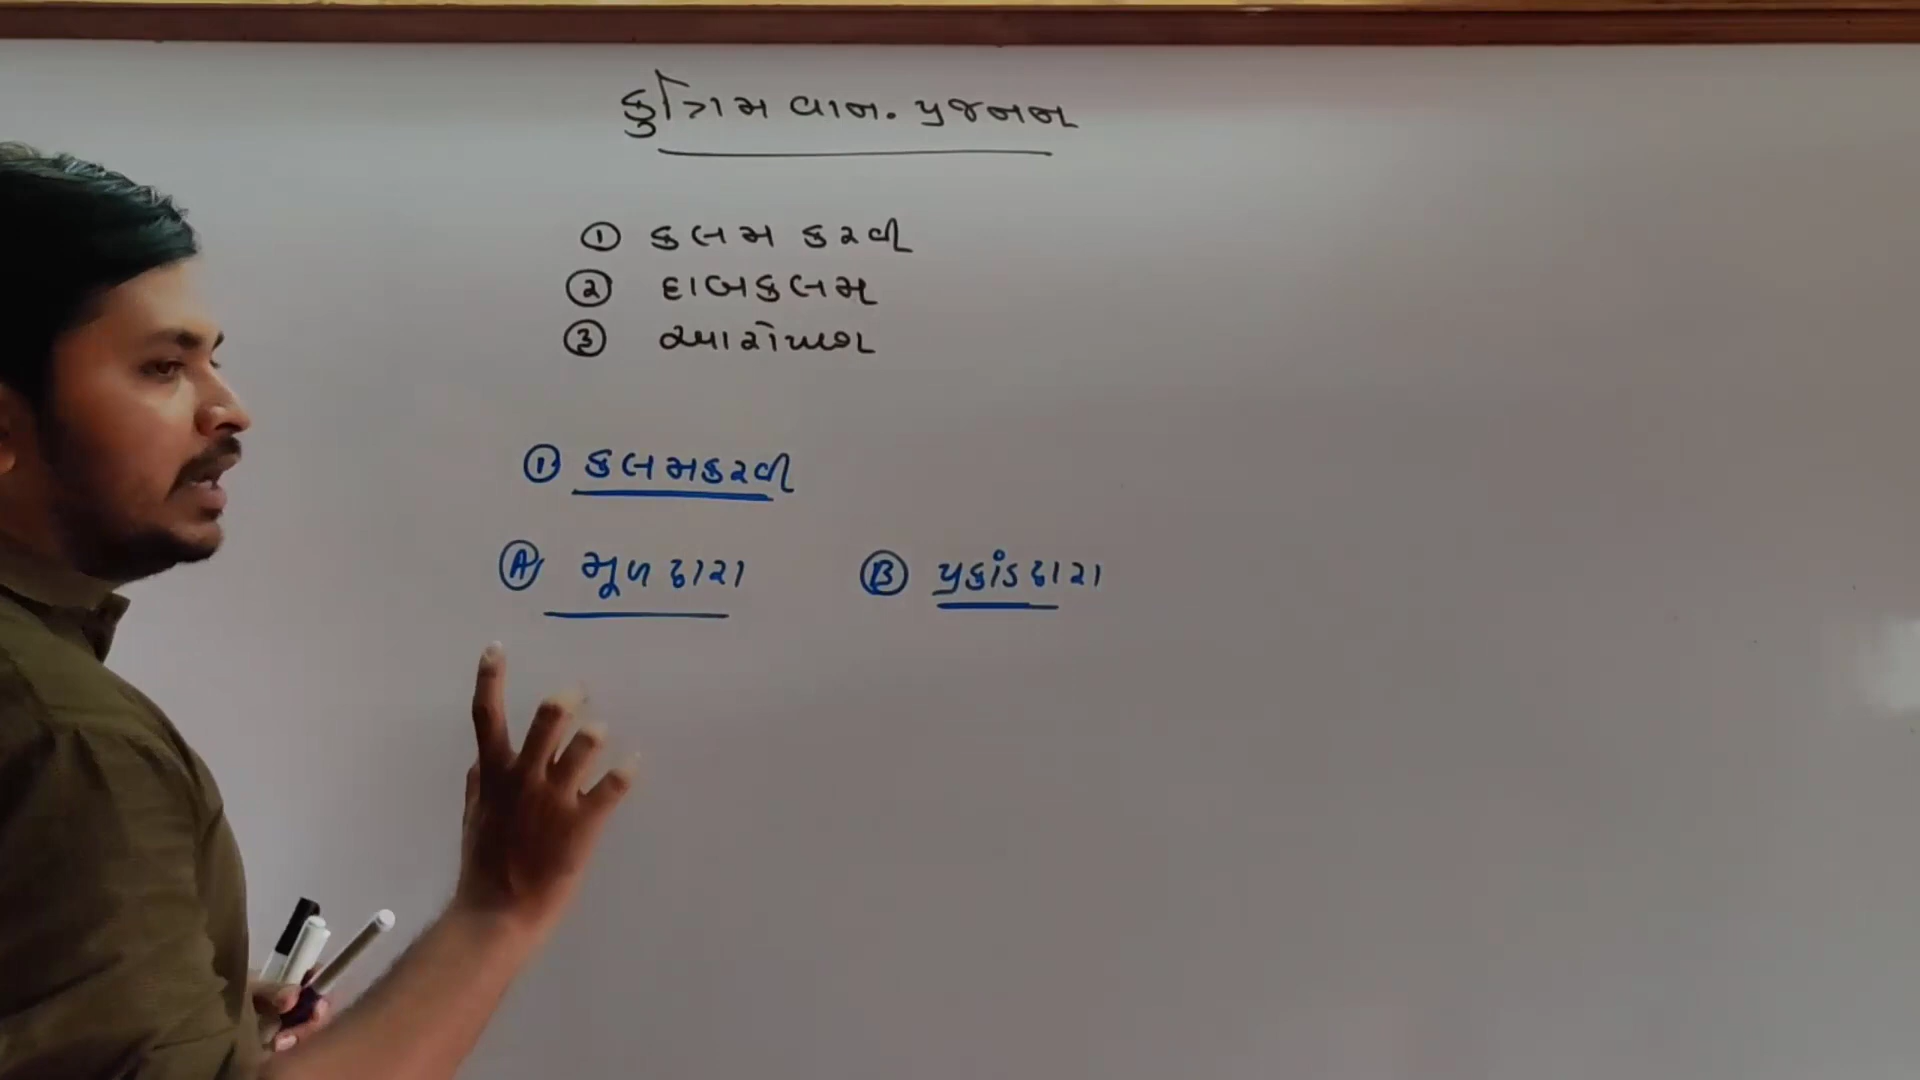 કુત્રિમ વાન. પ્રજનન
① કલમ કરવી
② દાબકલમ
③ આરોપણ
① કલમકરવી
Ⓐ મૂળ દ્વારા Ⓑ પ્રકાંડ દ્વારા